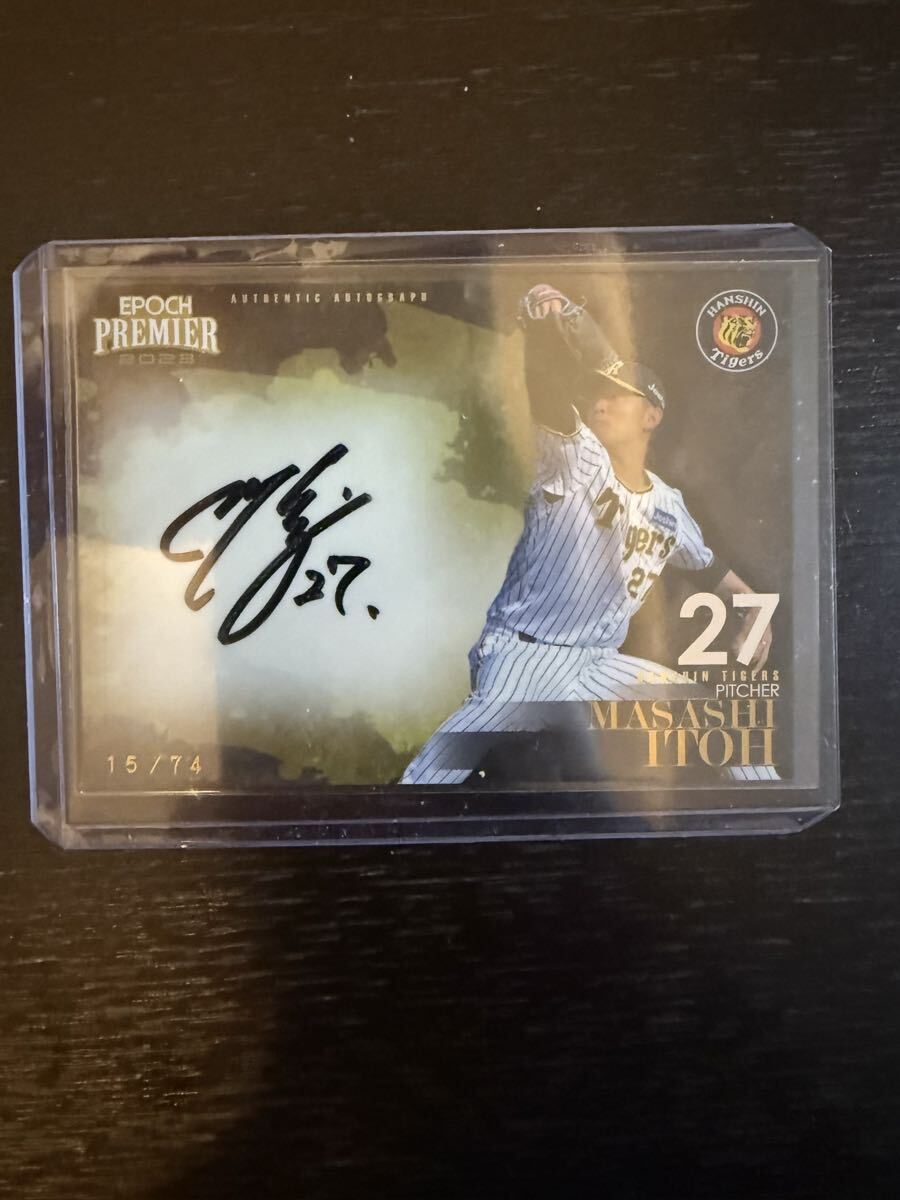 EPOCH
PREMIER
2023
AUTHENTIC AUTOGRAPH
HANSHIN
Tigers
Tigers
27
27.
27
HANSHIN TIGERS
PITCHER
MASASHI
ITOH
15/74